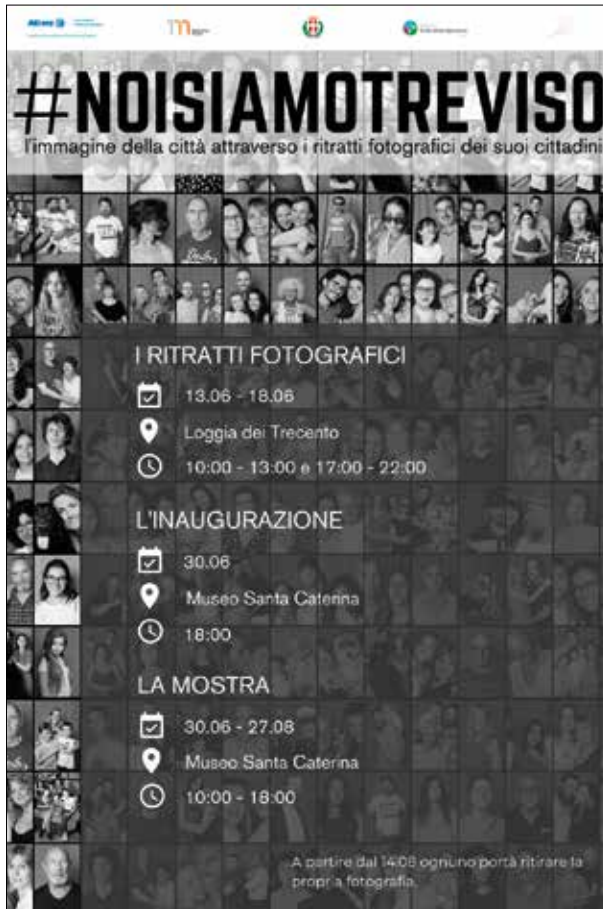 Allianz
#NOISIAMOTREVISO
l'immagine della città attraverso i ritratti fotografici dei suoi cittadini
I RITRATTI FOTOGRAFICI
13.06 - 18.06
Loggia dei Trecento
10:00 - 13:00 e 17:00 - 22:00
L'INAUGURAZIONE
30.06
Museo Santa Caterina
18:00
LA MOSTRA
30.06 - 27.08
Museo Santa Caterina
10:00 - 18:00
A partire dal 14.08 ognuno portà ritirare la
propria fotografia.